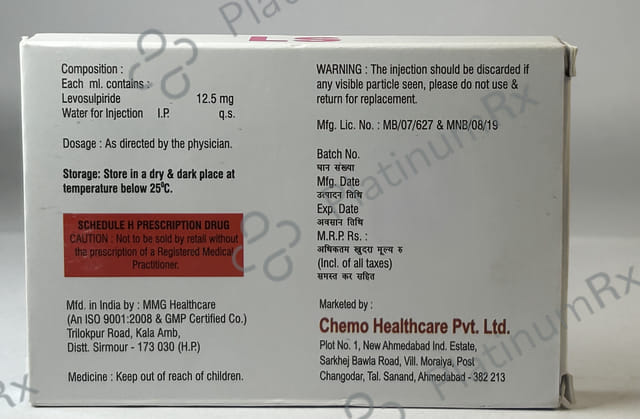 Composition :
Each ml. contains :
Levosulpiride 12.5 mg
Water for Injection I.P. q.s.
Dosage : As directed by the physician.
Storage: Store in a dry & dark place at
temperature below 25°C.
SCHEDULE H PRESCRIPTION DRUG
CAUTION : Not to be sold by retail without
the prescription of a Registered Medical
Practitioner.
Mfd. in India by : MMG Healthcare
(An ISO 9001:2008 & GMP Certified Co.)
Trilokpur Road, Kala Amb,
Distt. Sirmour - 173 030 (H.P.)
Medicine : Keep out of reach of children.
WARNING : The injection should be discarded if
any visible particle seen, please do not use &
return for replacement.
Mfg. Lic. No. : MB/07/627 & MNB/08/19
Batch No.
घान संख्या
Mfg. Date
उत्पादन तिथि
Exp. Date
अवसान तिथि
M.R.P. Rs. :
अधिकतम खुदरा मूल्य रु
(Incl. of all taxes)
समस्त कर सहित
Marketed by :
Chemo Healthcare Pvt. Ltd.
Plot No. 1, New Ahmedabad Ind. Estate,
Sarkhej Bawla Road, Vill. Moraiya, Post
Changodar, Tal. Sanand, Ahmedabad - 382 213
PlatinumRx
PlatinumRx